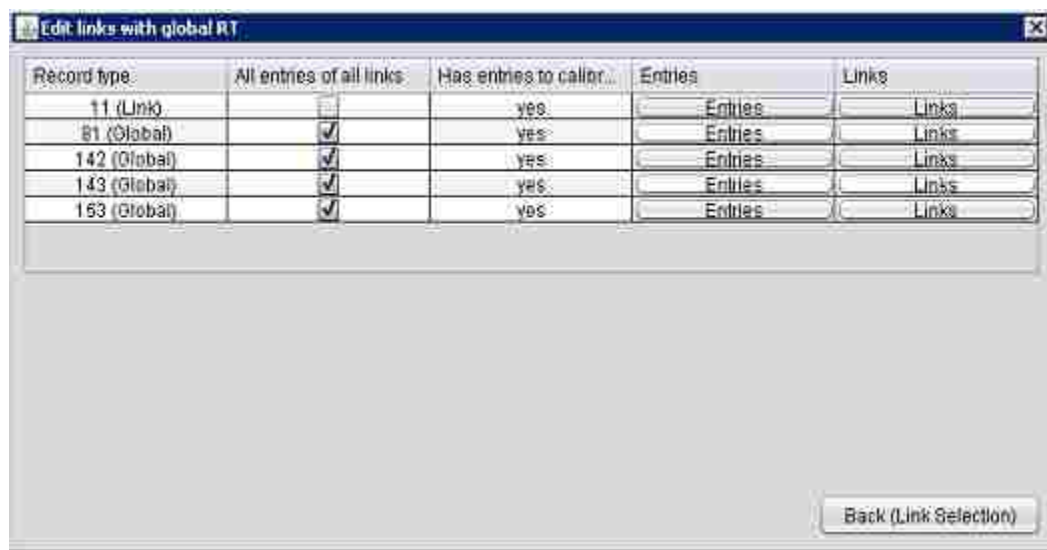 Edit links with global RT
Record type All entries of all links Has entries to calibr... Entries Links
11 (Link) yes Entries Links
81 (Global) yes Entries Links
142 (Global) yes Entries Links
143 (Global) yes Entries Links
153 (Global) yes Entries Links
Back (Link Selection)